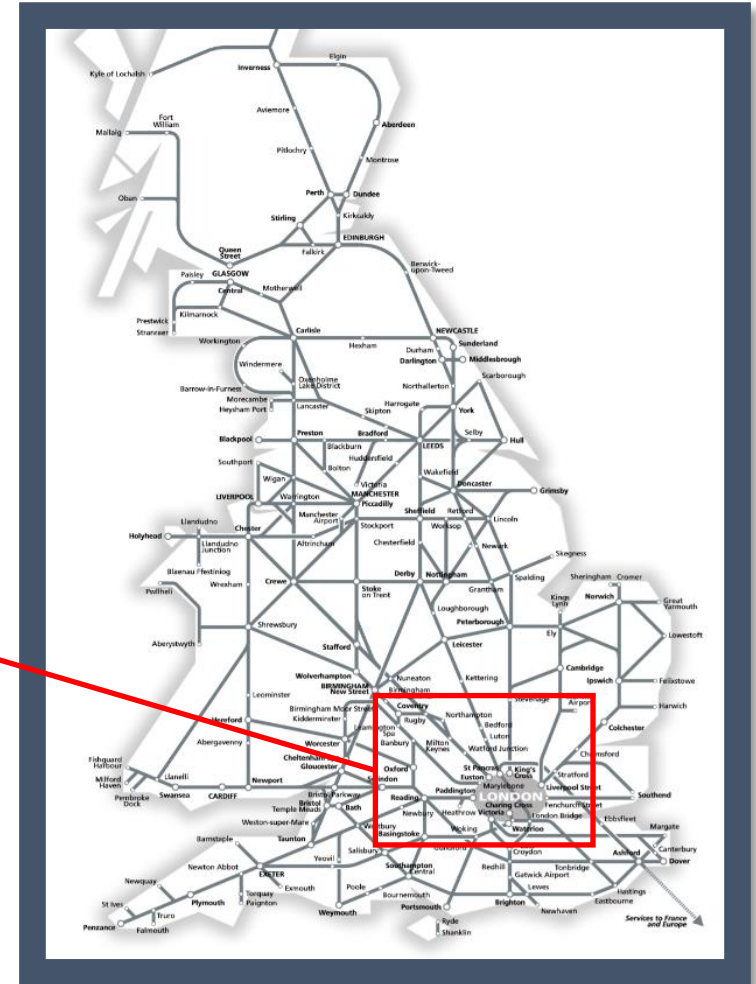 Elgin
Inverness
Kyle of Lochalsh
Aviemore
Fort
William
Mallaig
Aberdeen
Pitlochry
Montrose
Perth
Dundee
Oban
Stirling
Kirkcaldy
EDINBURGH
Queen
Street
Falkirk
Berwick-
upon-Tweed
Paisley
GLASGOW
Central
Motherwell
Prestwick
Kilmarnock
Stranraer
Carlisle
NEWCASTLE
Workington
Hexham
Sunderland
Durham
Darlington
Middlesbrough
Windermere
Scarborough
Oxenholme
Lake District
Barrow-in-Furness
Northallerton
Morecambe
Heysham Port
Lancaster
Harrogate
York
Skipton
Blackpool
Preston
Bradford
LEEDS
Selby
Hull
Blackburn
Huddersfield
Southport
Bolton
Wakefield
Wigan
Victoria
Doncaster
Grimsby
LIVERPOOL
Warrington
MANCHESTER
Piccadilly
Manchester
Airport
Sheffield
Retford
Lincoln
Llandudno
Chester
Stockport
Worksop
Holyhead
Llandudno
Junction
Altrincham
Chesterfield
Newark
Skegness
Blaenau Ffestiniog
Wrexham
Crewe
Derby
Nottingham
Spalding
Sheringham
Cromer
Pwllheli
Stoke
on Trent
Grantham
Kings
Lynn
Norwich
Great
Yarmouth
Loughborough
Shrewsbury
Peterborough
Ely
Lowestoft
Aberystwyth
Stafford
Leicester
Cambridge
Wolverhampton
Nuneaton
Kettering
Ipswich
Felixstowe
BIRMINGHAM
New Street
Birmingham
Leominster
Coventry
Stevenage
Airport
Harwich
Birmingham Moor Street
Rugby
Northampton
Hereford
Kidderminster
Leamington
Spa
Bedford
Colchester
Abergavenny
Worcester
Banbury
Milton
Keynes
Luton
Watford Junction
Chelmsford
Fishguard
Harbour
Cheltenham
Gloucester
Oxford
St Pancras
King's
Cross
Stratford
Milford
Haven
Llanelli
Newport
Swindon
Euston
Marylebone
Liverpool Street
Pembroke
Dock
Swansea
CARDIFF
Bristol Parkway
Reading
Paddington
LONDON
Southend
Bristol
Temple Meads
Bath
Newbury
Heathrow
Charing Cross
Victoria
Fenchurch Street
London Bridge
Ebbsfleet
Weston-super-Mare
Westbury
Basingstoke
Woking
Waterloo
Margate
Barnstaple
Taunton
Salisbury
Guildford
Croydon
Canterbury
Newton Abbot
Yeovil
Southampton
Central
Redhill
Tonbridge
Ashford
Dover
EXETER
Gatwick Airport
Newquay
Exmouth
Poole
Lewes
Hastings
St Ives
Plymouth
Torquay
Paignton
Bournemouth
Eastbourne
Truro
Weymouth
Portsmouth
Brighton
Newhaven
Penzance
Falmouth
Ryde
Shanklin
Services to France
and Europe